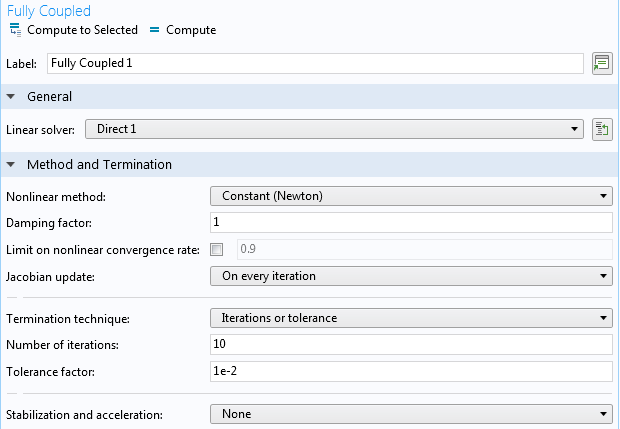 Fully Coupled
Compute to Selected Compute
Label: Fully Coupled 1
General
Linear solver: Direct 1
Method and Termination
Nonlinear method: Constant (Newton)
Damping factor: 1
Limit on nonlinear convergence rate: 0.9
Jacobian update: On every iteration
Termination technique: Iterations or tolerance
Number of iterations: 10
Tolerance factor: 1e-2
Stabilization and acceleration: None